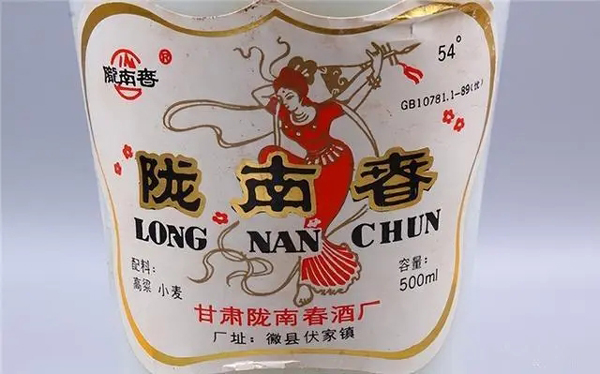 陇南春
®
54°
GB10781.1-89(优)
陇南春
LONG NAN CHUN
配料:
高粱 小麦
容量:
500ml
甘肃陇南春酒厂
厂址: 徽县伏家镇